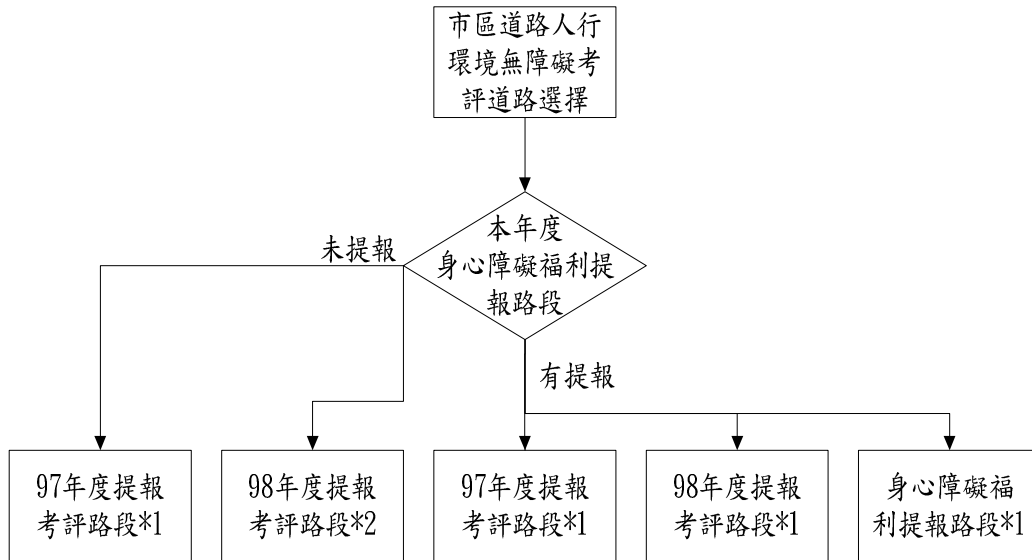 市區道路人行
環境無障礙考
評道路選擇
本年度
身心障礙福利提
報路段
未提報
有提報
97年度提報
考評路段*1
98年度提報
考評路段*2
97年度提報
考評路段*1
98年度提報
考評路段*1
身心障礙福
利提報路段*1